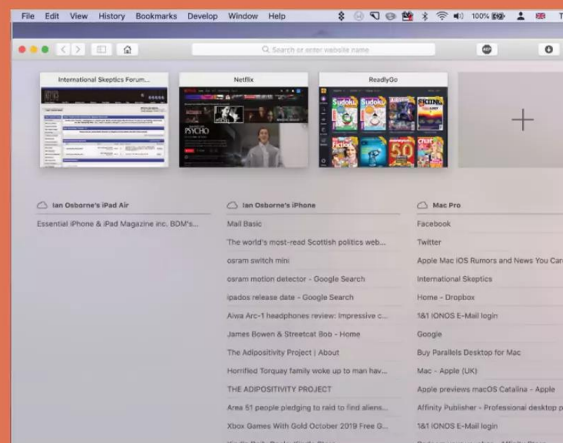 File Edit View History Bookmarks Develop Window Help 100%
Search or enter website name
International Skeptics Forum...
Netflix
ReadlyGo
PSYCHO
Sudoku
Sudoku
Ian Osborne's iPad Air
Essential iPhone & iPad Magazine inc. BDM's...
Ian Osborne's iPhone
Mail Basic
The world's most-read Scottish politics web...
osram switch mini
osram motion detector - Google Search
ipados release date - Google Search
Aiwa Arc-1 headphones review: Impressive c...
James Bowen & Streetcat Bob - Home
The Adipositivity Project | About
Horrified Torquay family woke up to man hav...
THE ADIPOSITIVITY PROJECT
Area 51 people pledging to raid to find aliens...
Xbox Games With Gold October 2019 Free G...
Mac Pro
Facebook
Twitter
Apple Mac iOS Rumors and News You Car
International Skeptics
Home - Dropbox
1&1 IONOS E-Mail login
Google
Buy Parallels Desktop for Mac
Mac - Apple (UK)
Apple previews macOS Catalina - Apple
Affinity Publisher - Professional desktop p
1&1 IONOS E-Mail login